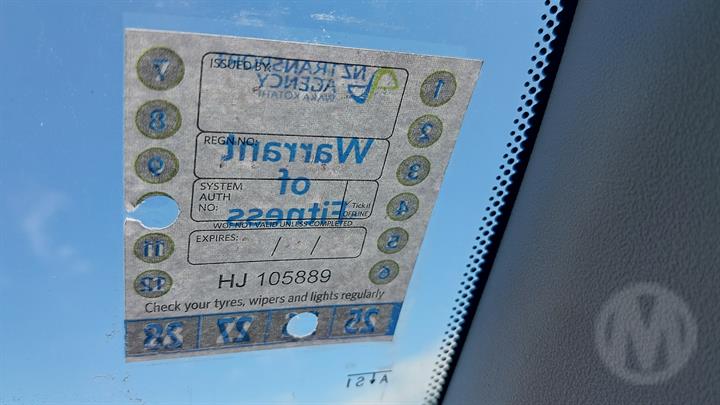 NZ TRANSPORT
AGENCY
WAKA KOTAHI
ISSUED BY:
REGN NO:
Warrant
of
Fitness
SYSTEM
AUTH
NO:
Tick if
OFFLINE
WOF NOT VALID UNLESS COMPLETED
EXPIRES: / /
HJ 105889
Check your tyres, wipers and lights regularly
7 1
8 2
9 3
4
11 5
12 6
28 27 25
AS1
M